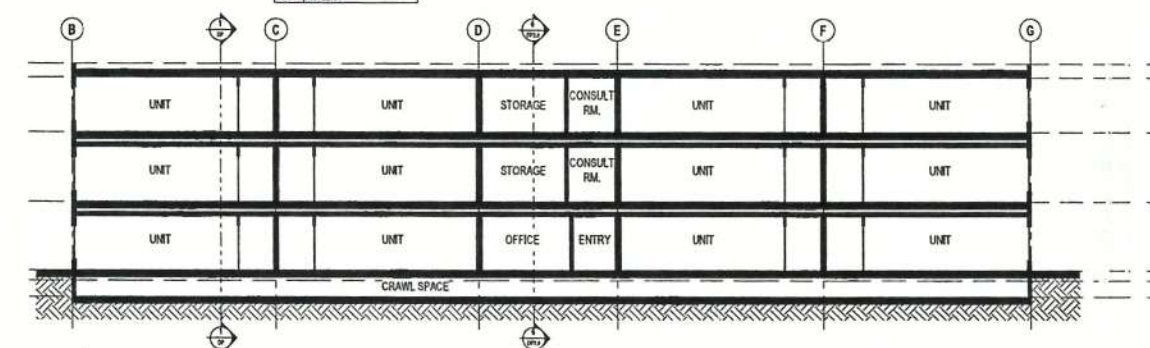 B C D E F G
UNIT UNIT STORAGE CONSULT UNIT UNIT
RM.
UNIT UNIT STORAGE CONSULT UNIT UNIT
RM.
UNIT UNIT OFFICE ENTRY UNIT UNIT
CRAWL SPACE